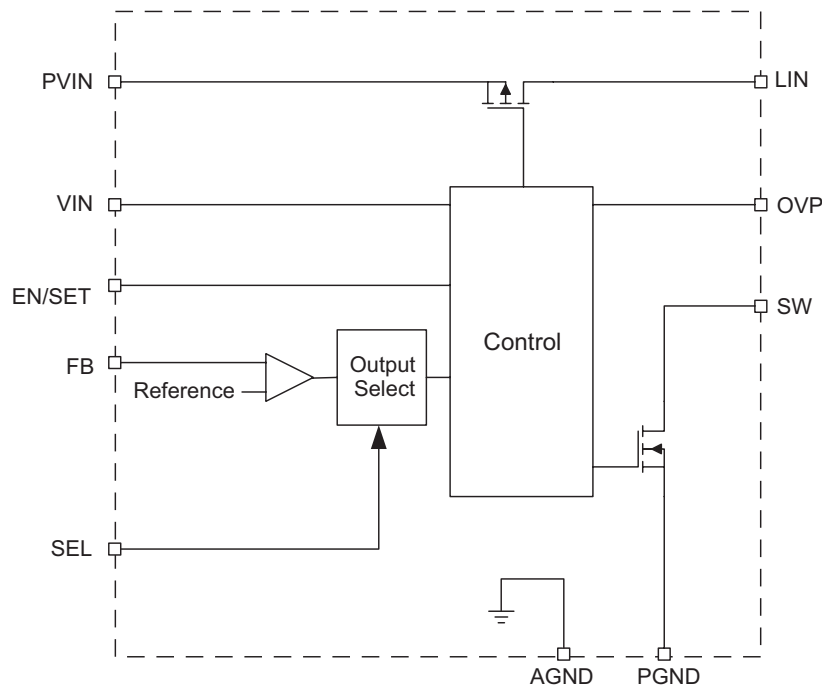 PVIN
LIN
VIN
OVP
EN/SET
SW
FB
Reference
Output
Select
Control
SEL
AGND
PGND